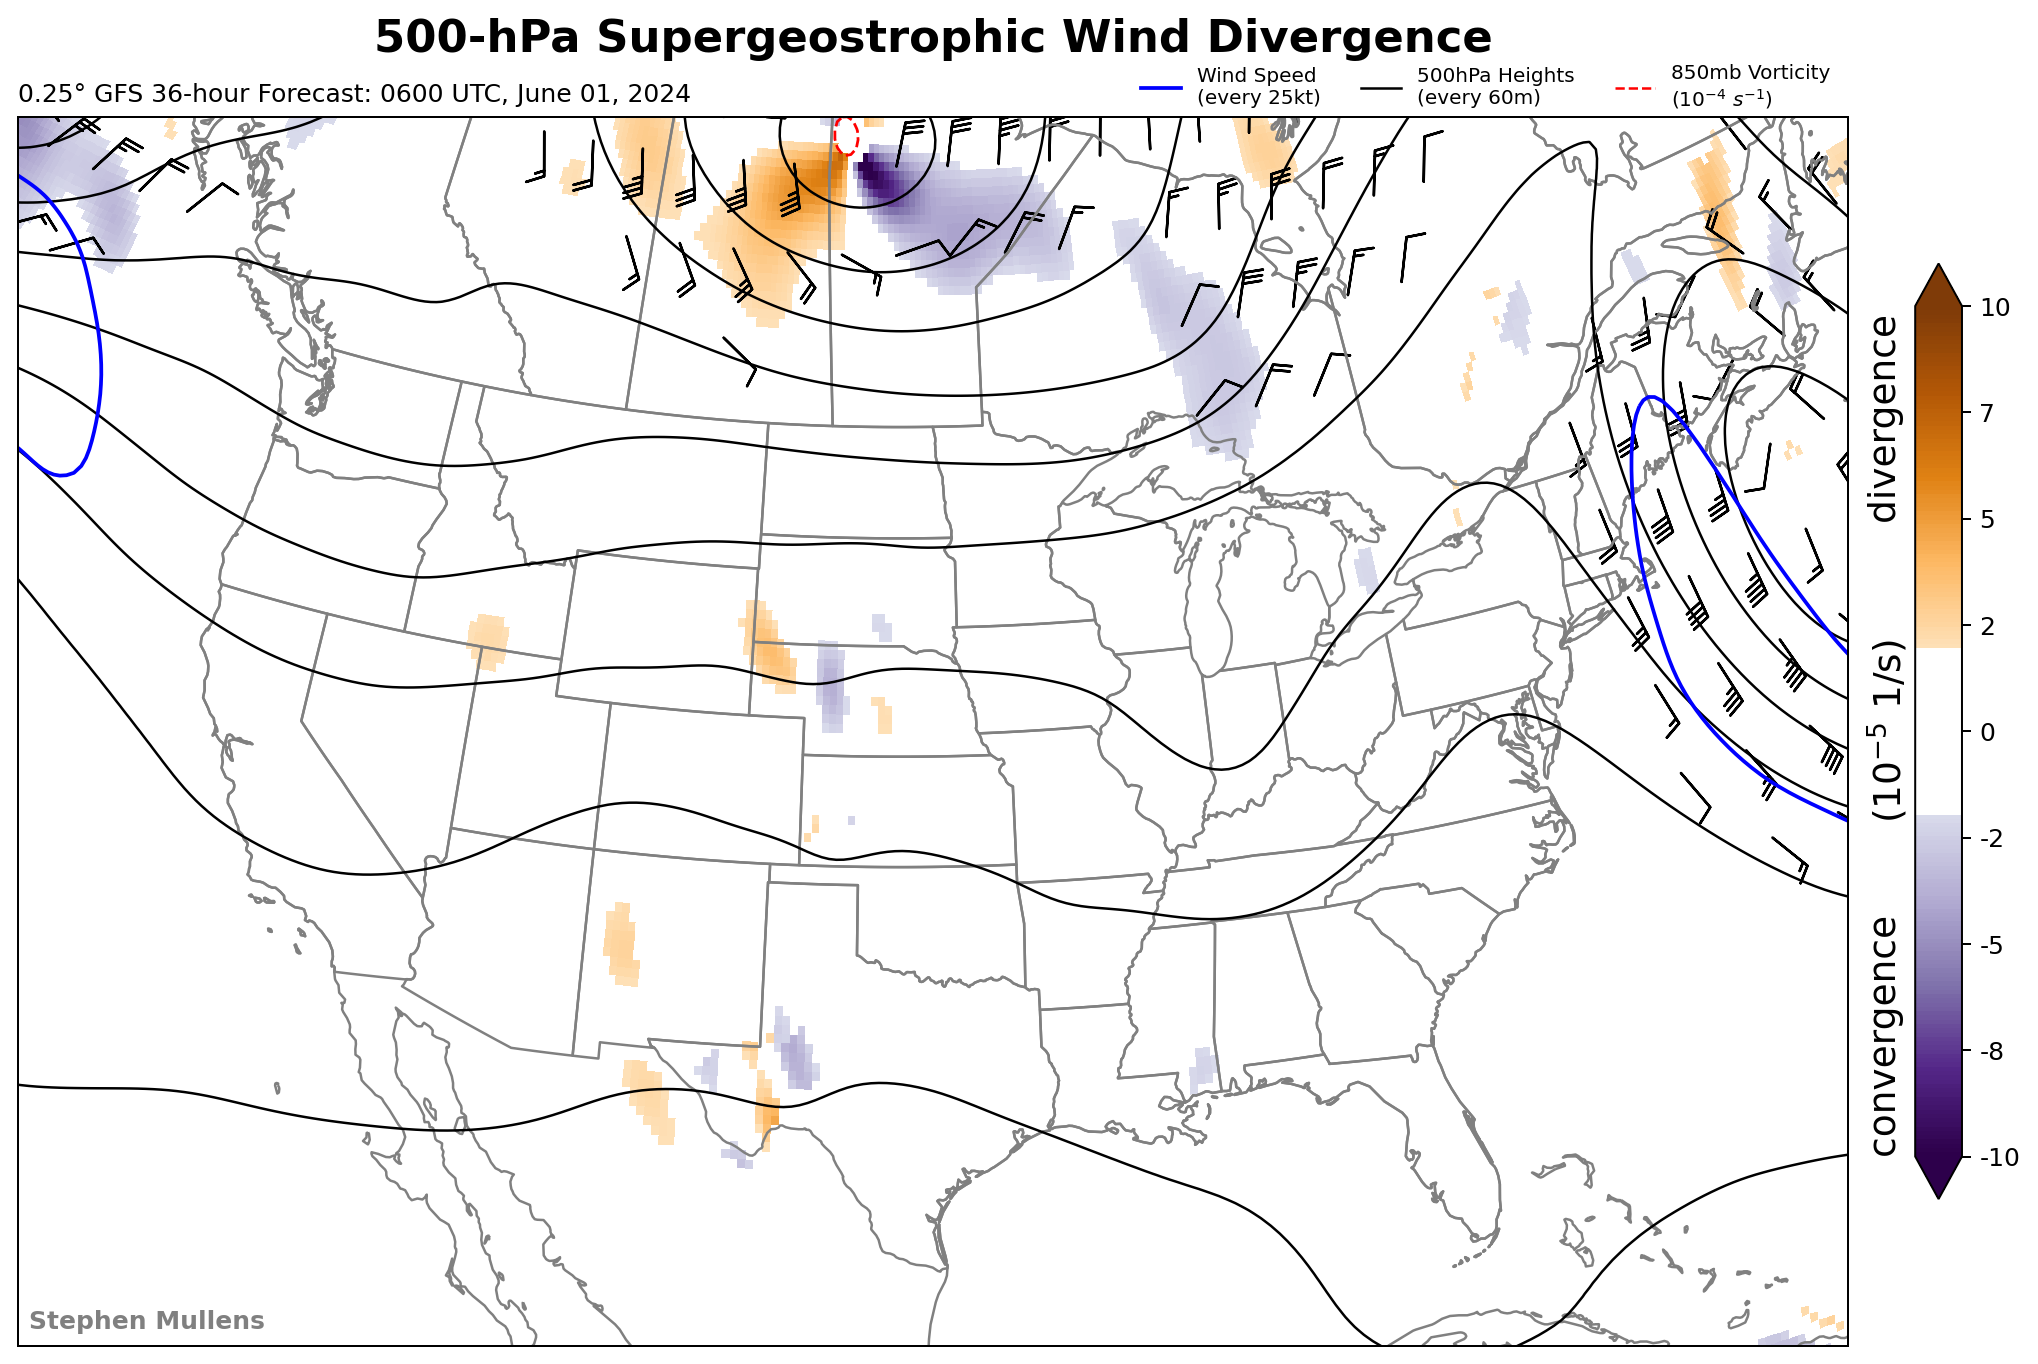 500-hPa Supergeostrophic Wind Divergence
0.25° GFS 36-hour Forecast: 0600 UTC, June 01, 2024
Wind Speed
(every 25kt)
500hPa Heights
(every 60m)
850mb Vorticity
(10⁻⁴ s⁻¹)
10
7
5
2
0
-2
-5
-8
-10
convergence (10⁻⁵ 1/s) divergence
Stephen Mullens